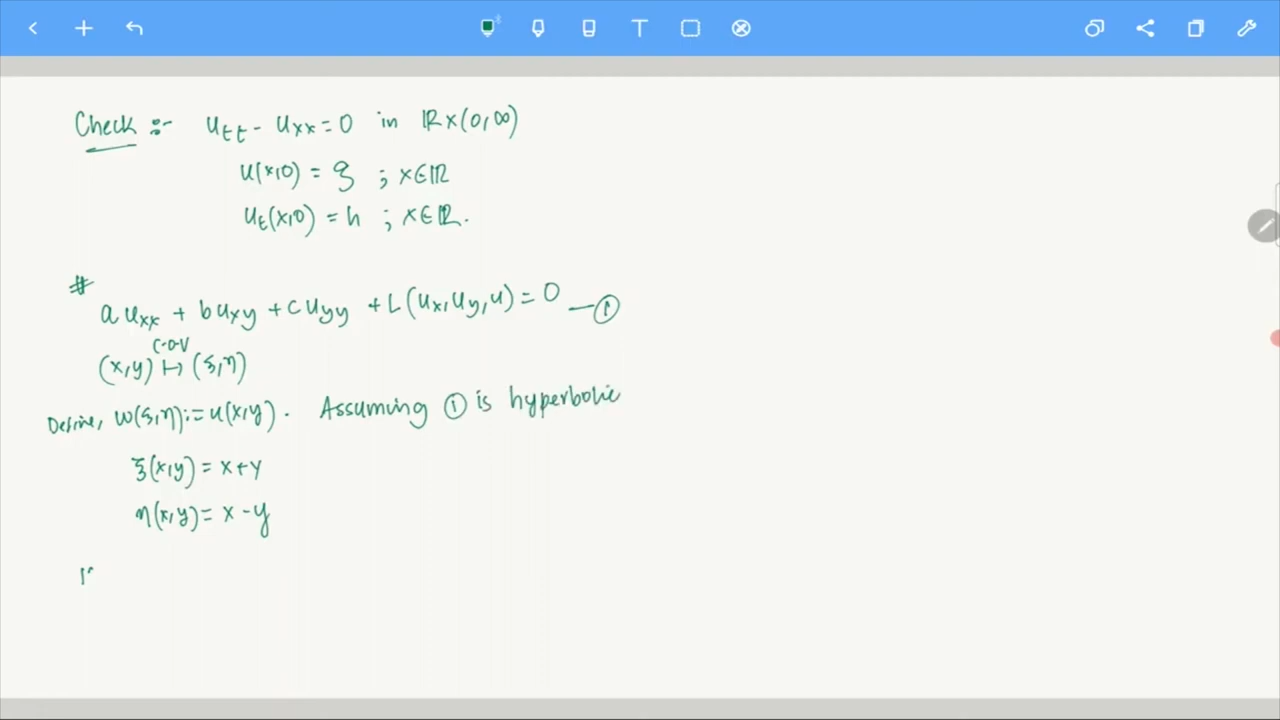 Check :- u_tt - u_xx = 0 in ℝ×(0,∞)
u(x,0) = g ; x∈ℝ
u_t(x,0) = h ; x∈ℝ.
#
a u_xx + b u_xy + c u_yy + L(u_x, u_y, u) = 0 — ①
C-O-V
(x,y) ↦ (ξ,η)
Define, w(ξ,η) := u(x,y). Assuming ① is hyperbolic
ξ(x,y) = x+y
η(x,y) = x-y